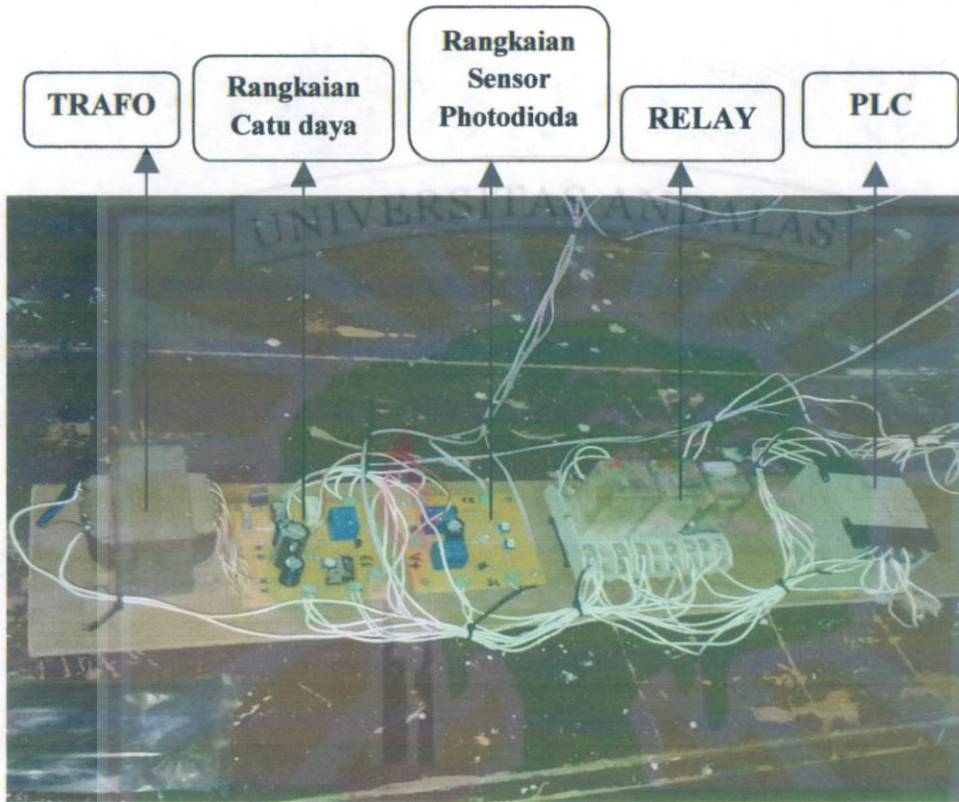 TRAFO
Rangkaian
Catu daya
Rangkaian
Sensor
Photodioda
RELAY
PLC
UNIVERSITAS ANDALAS